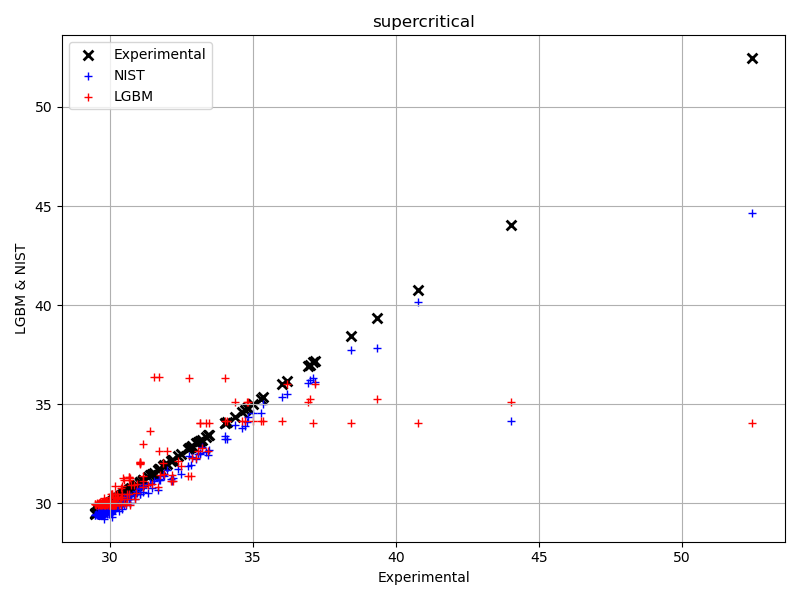 supercritical
Experimental
NIST
LGBM
LGBM & NIST
50
45
40
35
30
30
35
40
45
50
Experimental